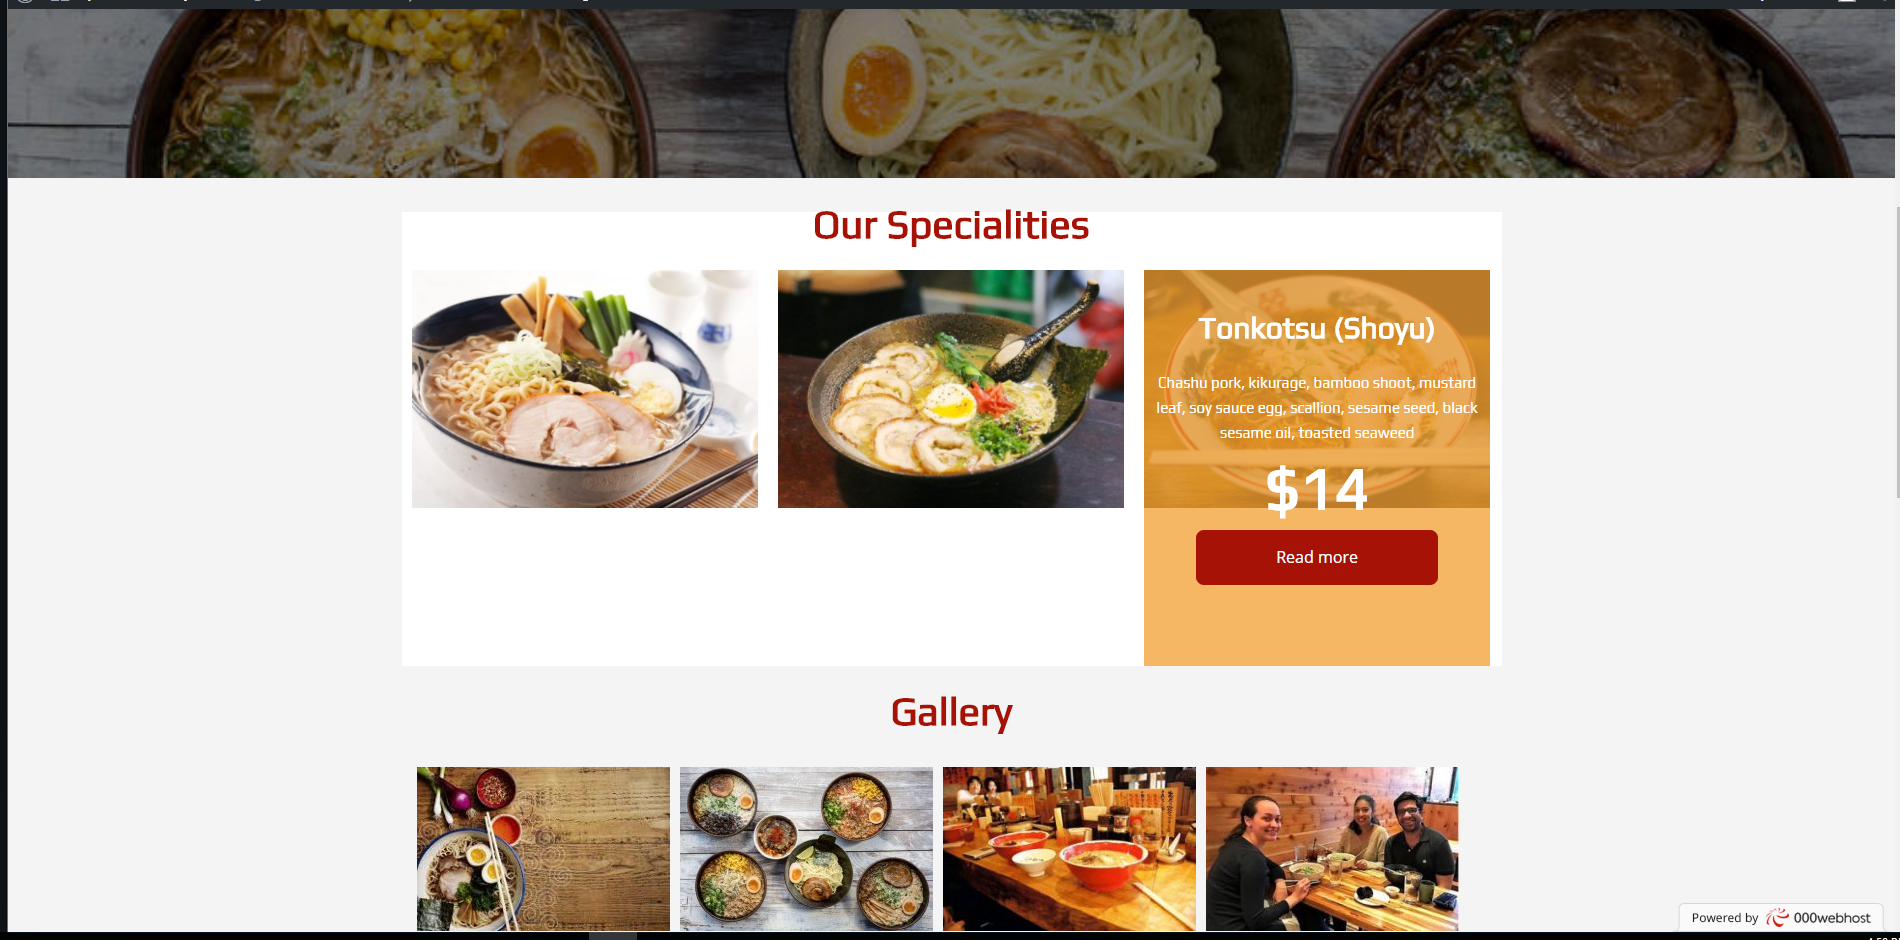 Our Specialities
Tonkotsu (Shoyu)
Chashu pork, kikurage, bamboo shoot, mustard
leaf, soy sauce egg, scallion, sesame seed, black
sesame oil, toasted seaweed
$14
Read more
Gallery
Powered by 000webhost